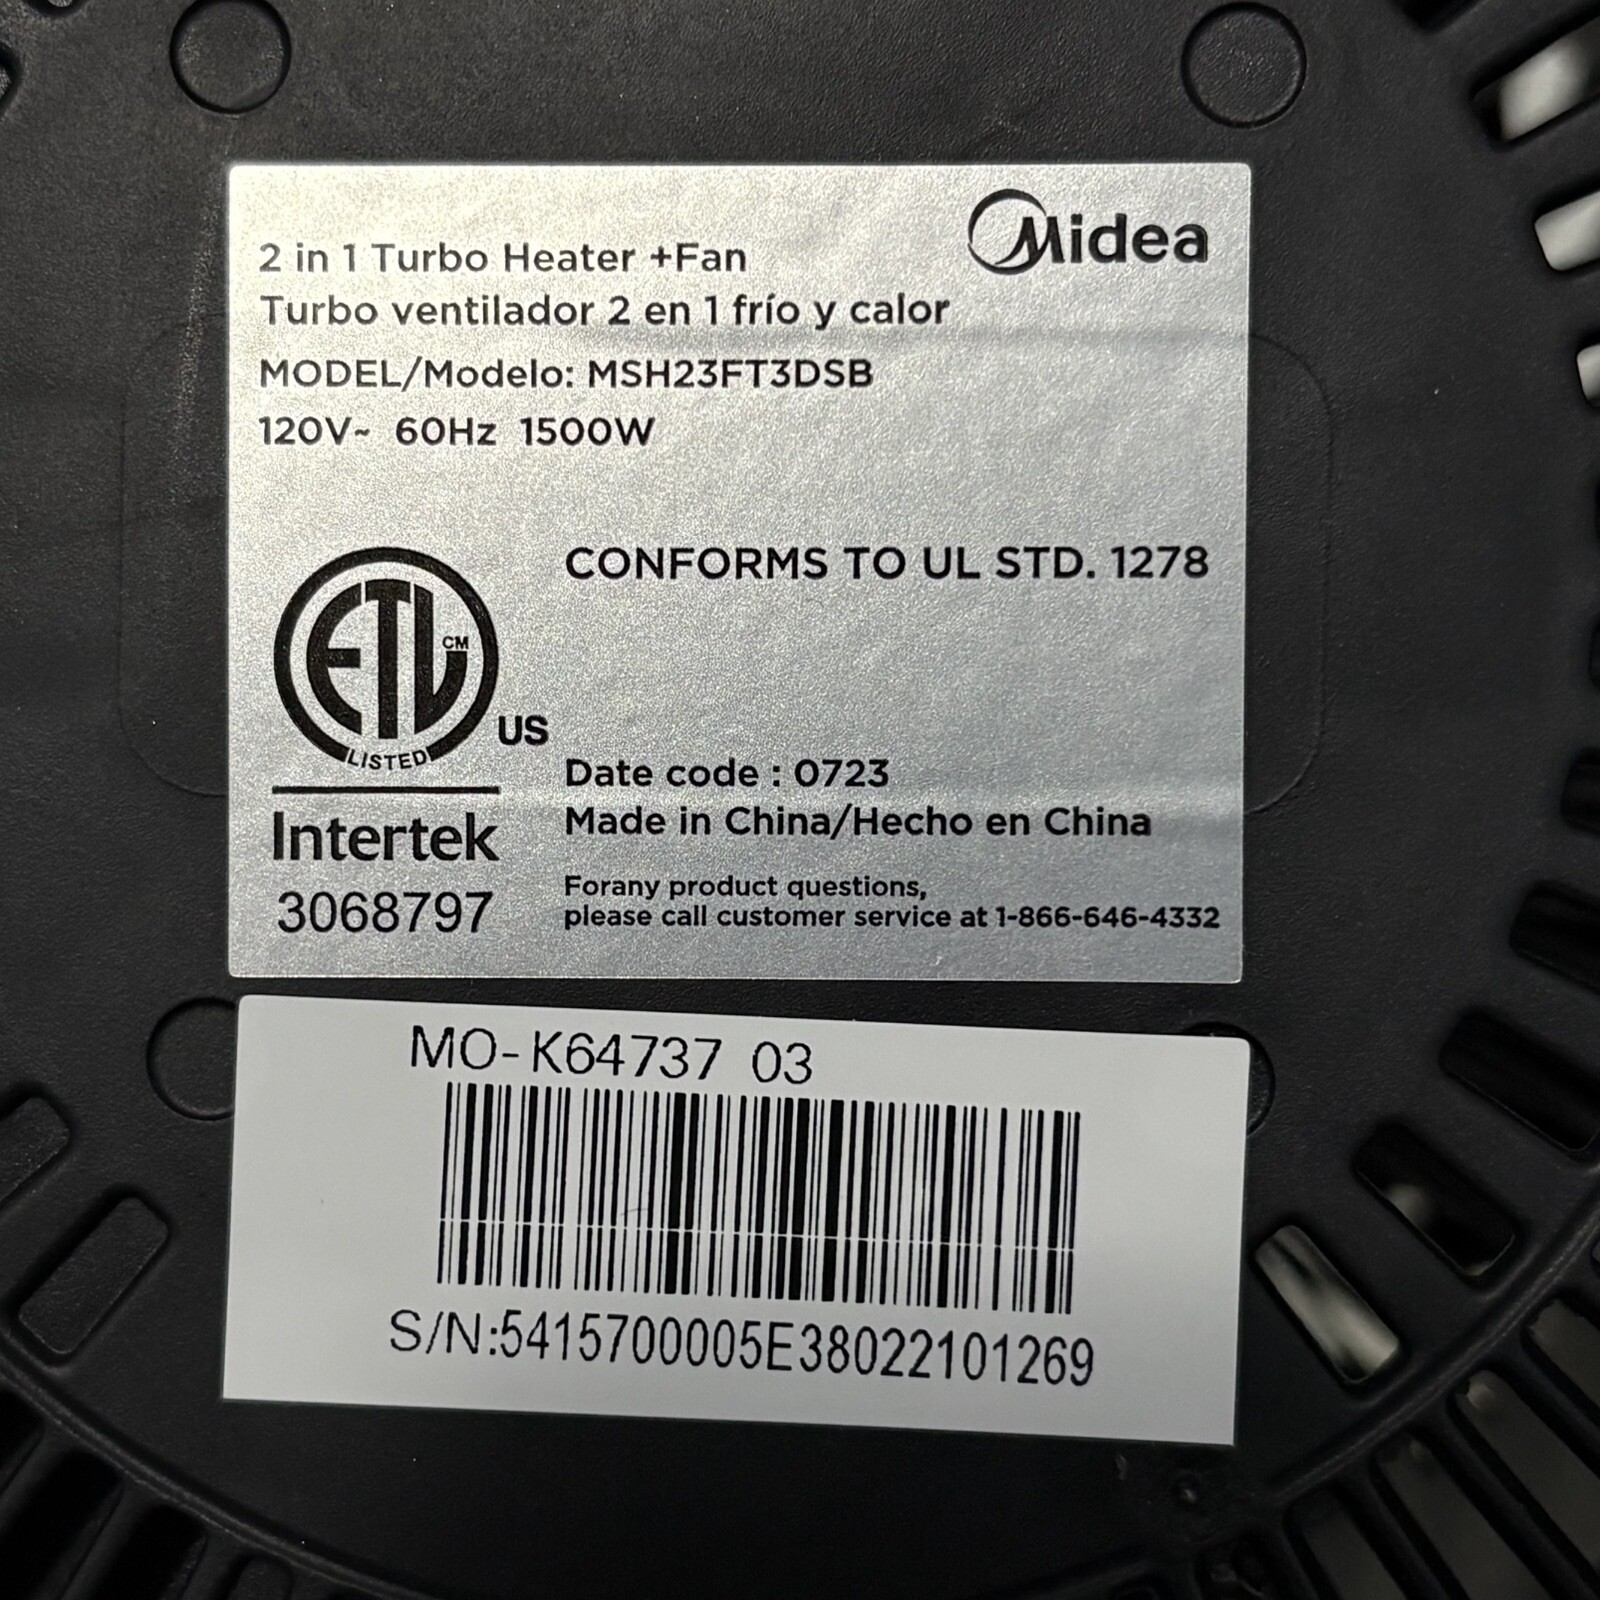 Midea
2 in 1 Turbo Heater +Fan
Turbo ventilador 2 en 1 frío y calor
MODEL/Modelo: MSH23FT3DSB
120V~ 60Hz 1500W
CONFORMS TO UL STD. 1278
ETL CM
LISTED
US
Intertek
3068797
Date code : 0723
Made in China/Hecho en China
Forany product questions,
please call customer service at 1-866-646-4332
MO-K64737 03
S/N:5415700005E38022101269